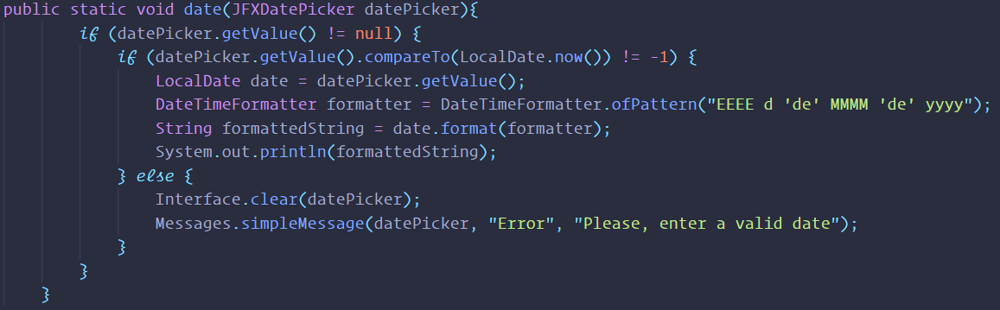 public static void date(JFXDatePicker datePicker){
if (datePicker.getValue() != null) {
if (datePicker.getValue().compareTo(LocalDate.now()) != -1) {
LocalDate date = datePicker.getValue();
DateTimeFormatter formatter = DateTimeFormatter.ofPattern("EEEE d 'de' MMMM 'de' yyyy");
String formattedString = date.format(formatter);
System.out.println(formattedString);
} else {
Interface.clear(datePicker);
Messages.simpleMessage(datePicker, "Error", "Please, enter a valid date");
}
}
}